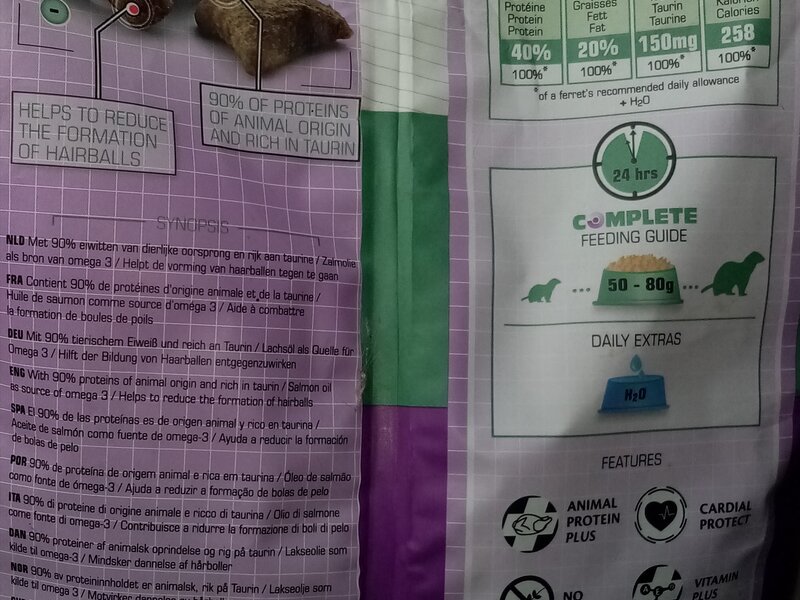 HELPS TO REDUCE
THE FORMATION
OF HAIRBALLS
90% OF PROTEINS
OF ANIMAL ORIGIN
AND RICH IN TAURIN
SYNOPSIS
NLD Met 90% eiwitten van dierlijke oorsprong en rijk aan taurine / Zalmolie
als bron van omega 3 / Helpt de vorming van haarballen tegen te gaan
FRA Contient 90% de protéines d'origine animale et de la taurine /
Huile de saumon comme source d'oméga 3 / Aide à combattre
la formation de boules de poils
DEU Mit 90% tierischem Eiweiß und reich an Taurin / Lachsöl als Quelle für
Omega 3 / Hilft der Bildung von Haarballen entgegenzuwirken
ENG With 90% proteins of animal origin and rich in taurin / Salmon oil
as source of omega 3 / Helps to reduce the formation of hairballs
SPA El 90% de las proteínas es de origen animal y rico en taurina /
Aceite de salmón como fuente de omega-3 / Ayuda a reducir la formación
de bolas de pelo
POR 90% de proteína de origem animal e rica em taurina / Óleo de salmão
como fonte de ómega-3 / Ajuda a reduzir a formação de bolas de pelo
ITA 90% di proteine di origine animale e ricco di taurina / Olio di salmone
come fonte di omega-3 / Contribuisce a ridurre la formazione di boli di pelo
DAN 90% proteiner af animalsk oprindelse og rig på taurin / Lakseolie som
kilde til omega-3 / Mindsker dannelse af hårboller
NOR 90% av proteininnholdet er animalsk, rik på Taurin / Lakseolje som
kilde til omega 3 / Motvirker dannelse
Protéine
Protein
Protein
40%
100%*
Graisses
Fett
Fat
20%
100%*
Taurin
Taurine
150mg
100%*
Kalorien
Calories
258
100%*
*of a ferret's recommended daily allowance
+ H2O
24 hrs
COMPLETE
FEEDING GUIDE
50 - 80g
DAILY EXTRAS
H2O
FEATURES
ANIMAL
PROTEIN
PLUS
CARDIAL
PROTECT
NO
VITAMIN
PLUS